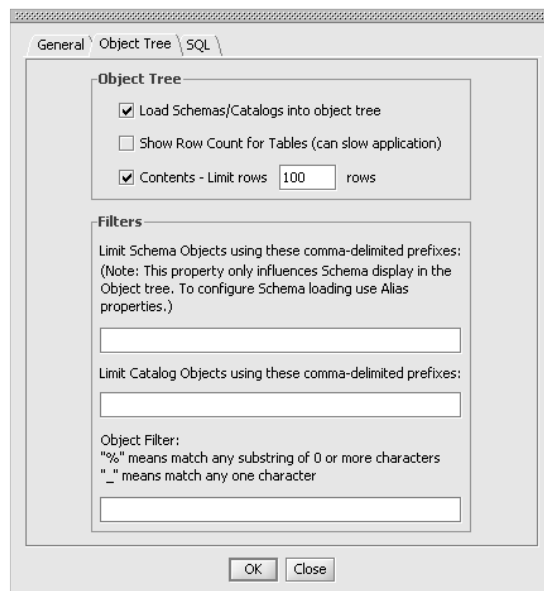 General
Object Tree
SQL
Object Tree
Load Schemas/Catalogs into object tree
Show Row Count for Tables (can slow application)
Contents - Limit rows 100 rows
Filters
Limit Schema Objects using these comma-delimited prefixes:
(Note: This property only influences Schema display in the
Object tree. To configure Schema loading use Alias
properties.)
Limit Catalog Objects using these comma-delimited prefixes:
Object Filter:
"%" means match any substring of 0 or more characters
"_" means match any one character
OK
Close